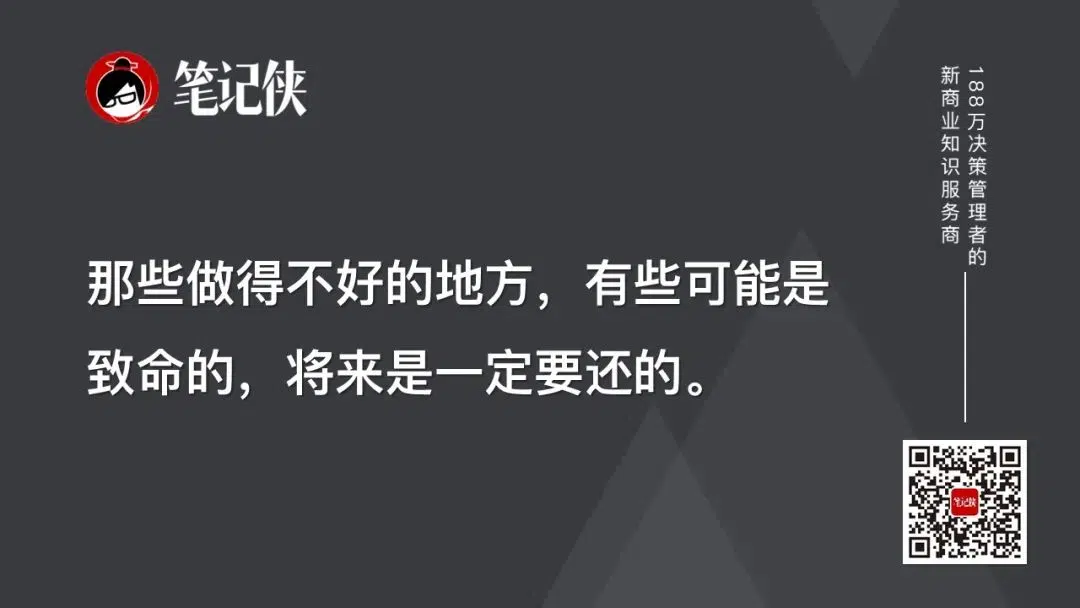 笔记侠
188万决策管理者的
新商业知识服务商
那些做得不好的地方，有些可能是
致命的，将来是一定要还的。
笔记侠